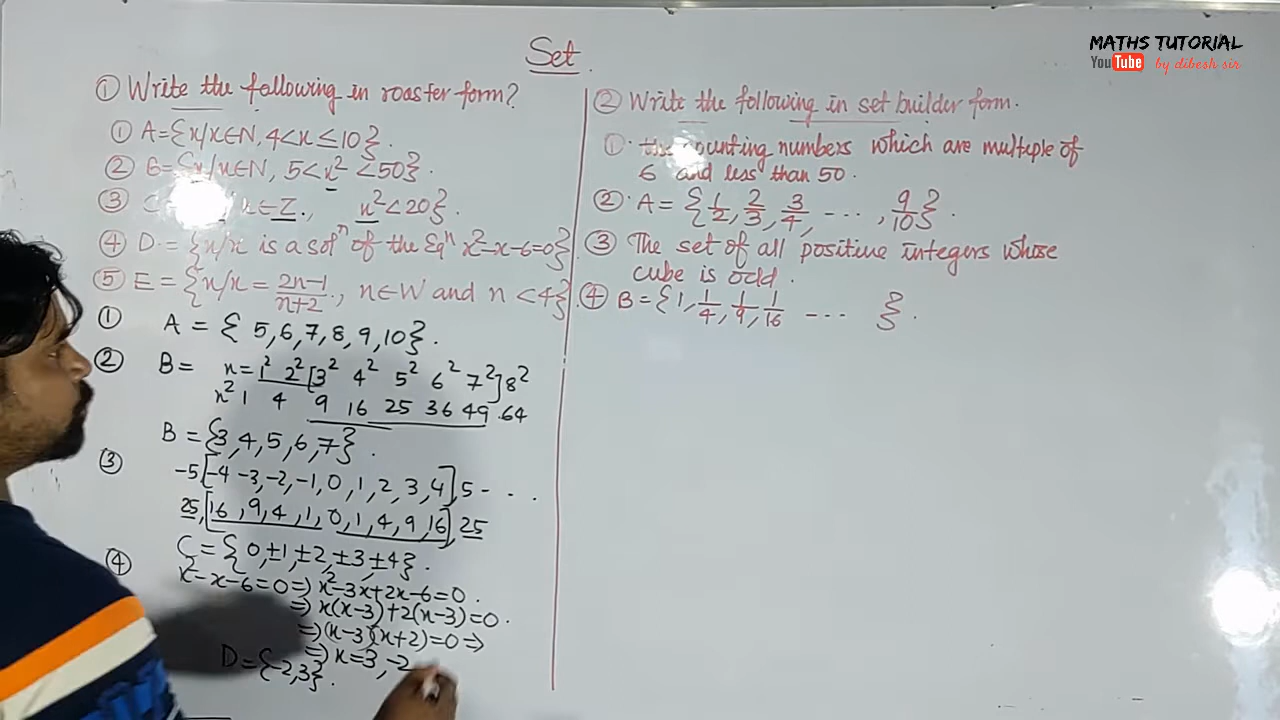 Set
MATHS TUTORIAL
YouTube by dibesh sir
① Write the following in roaster form?
① A={x/x∈N, 4<x≤10}.
② B={x/x∈N, 5<x²<50}.
③ C= x∈Z., x²<20}.
④ D.={x/x is a solⁿ of the Eqⁿ x²-x-6=0}
⑤ E={x/x=(2n-1)/(n+2), n∈W and n<4}
① A={5,6,7,8,9,10}.
② B= x=1² 2² [3² 4² 5² 6² 7²] 8²
x² 1 4 9 16 25 36 49 .64
B={3,4,5,6,7}.
③ -5[-4 -3,-2,-1,0,1,2,3,4],5- - -.
25,[16,9,4,1,0,1,4,9,16],25
C={0,±1,±2,±3,±4}.
④
x²-x-6=0=>x²-3x+2x-6=0.
=>x(x-3)+2(x-3)=0.
=>(x-3)(x+2)=0=>
=>x=3,-2
D={-2,3}.
② Write the following in set builder form.
①. the counting numbers which are multiple of
6 and less than 50.
②. A={1/2, 2/3, 3/4, ----, 9/10}.
③ The set of all positive integers whose
cube is odd.
④ B={1, 1/4, 1/9, 1/16 ---- }.